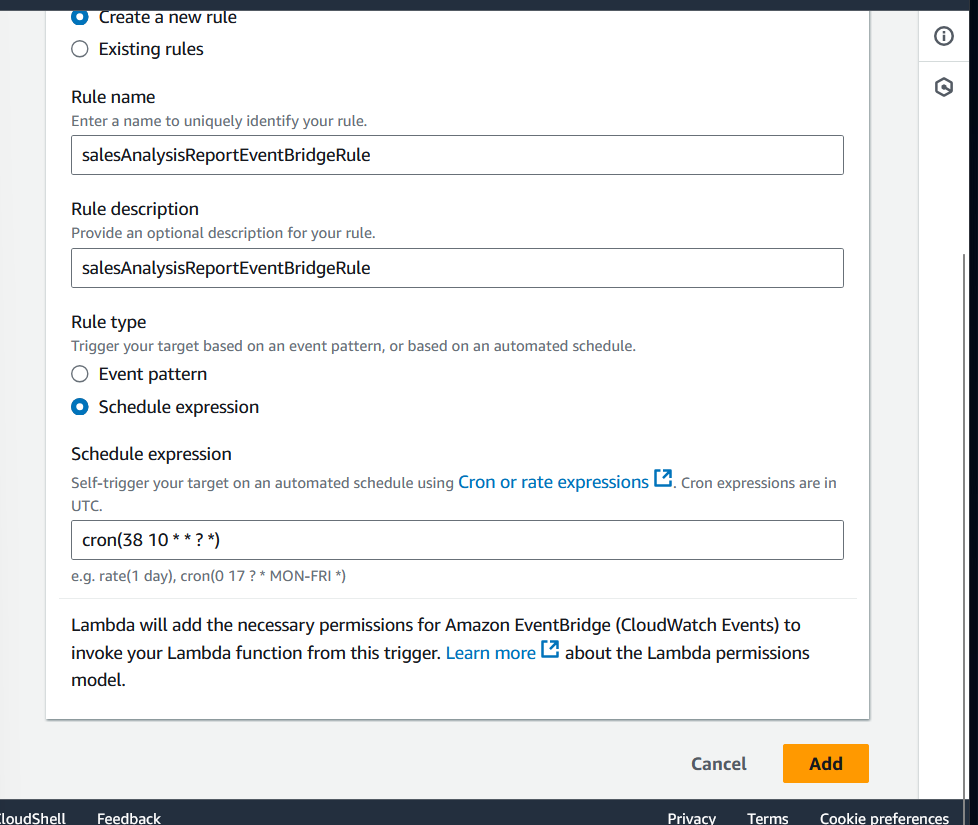 Create a new rule
Existing rules
Rule name
Enter a name to uniquely identify your rule.
salesAnalysisReportEventBridgeRule
Rule description
Provide an optional description for your rule.
salesAnalysisReportEventBridgeRule
Rule type
Trigger your target based on an event pattern, or based on an automated schedule.
Event pattern
Schedule expression
Schedule expression
Self-trigger your target on an automated schedule using Cron or rate expressions. Cron expressions are in
UTC.
cron(38 10 * * ? *)
e.g. rate(1 day), cron(0 17 ? * MON-FRI *)
Lambda will add the necessary permissions for Amazon EventBridge (CloudWatch Events) to
invoke your Lambda function from this trigger. Learn more about the Lambda permissions
model.
Cancel Add
loudShell Feedback Privacy Terms Cookie preferences